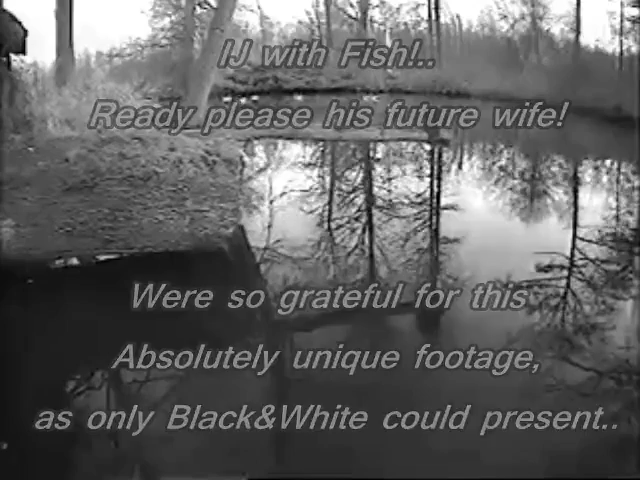 IJ with Fish!..
Ready please his future wife!
Were so grateful for this
Absolutely unique footage,
as only Black&White could present..